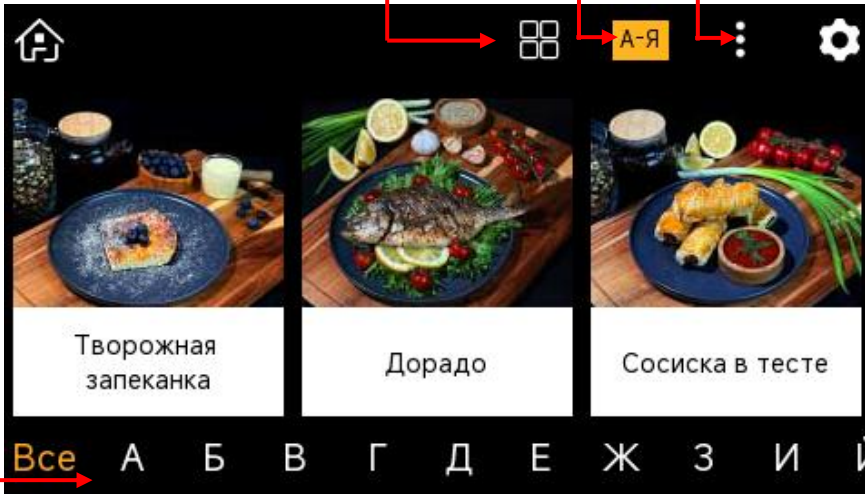 А-Я
Творожная
запеканка
Дорадо
Сосиска в тесте
Все А Б В Г Д Е Ж З И